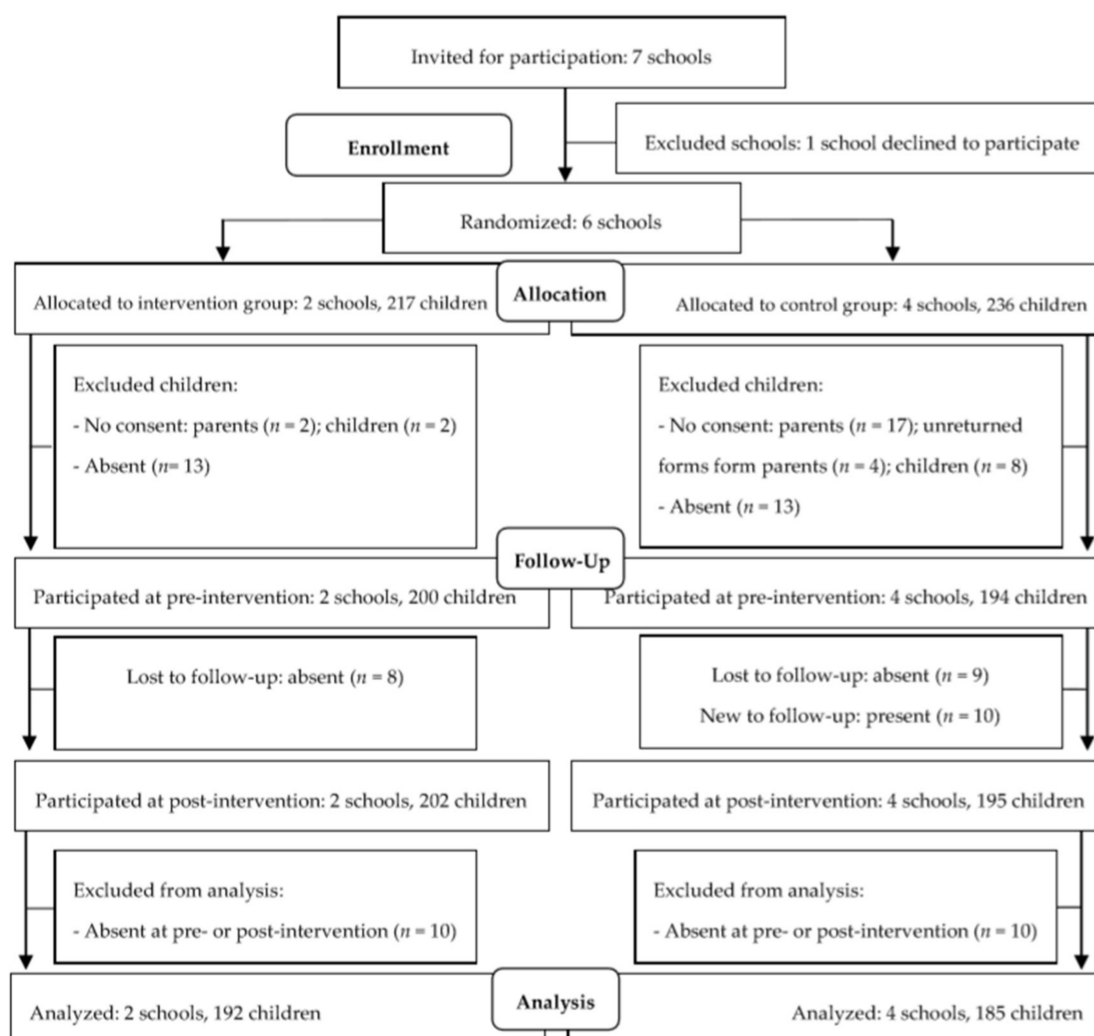 Invited for participation: 7 schools
Enrollment
Excluded schools: 1 school declined to participate
Randomized: 6 schools
Allocated to intervention group: 2 schools, 217 children
Allocation
Allocated to control group: 4 schools, 236 children
Excluded children:
- No consent: parents (n = 2); children (n = 2)
- Absent (n= 13)
Excluded children:
- No consent: parents (n = 17); unreturned
forms form parents (n = 4); children (n = 8)
- Absent (n = 13)
Follow-Up
Participated at pre-intervention: 2 schools, 200 children
Participated at pre-intervention: 4 schools, 194 children
Lost to follow-up: absent (n = 8)
Lost to follow-up: absent (n = 9)
New to follow-up: present (n = 10)
Participated at post-intervention: 2 schools, 202 children
Participated at post-intervention: 4 schools, 195 children
Excluded from analysis:
- Absent at pre- or post-intervention (n = 10)
Excluded from analysis:
- Absent at pre- or post-intervention (n = 10)
Analyzed: 2 schools, 192 children
Analysis
Analyzed: 4 schools, 185 children